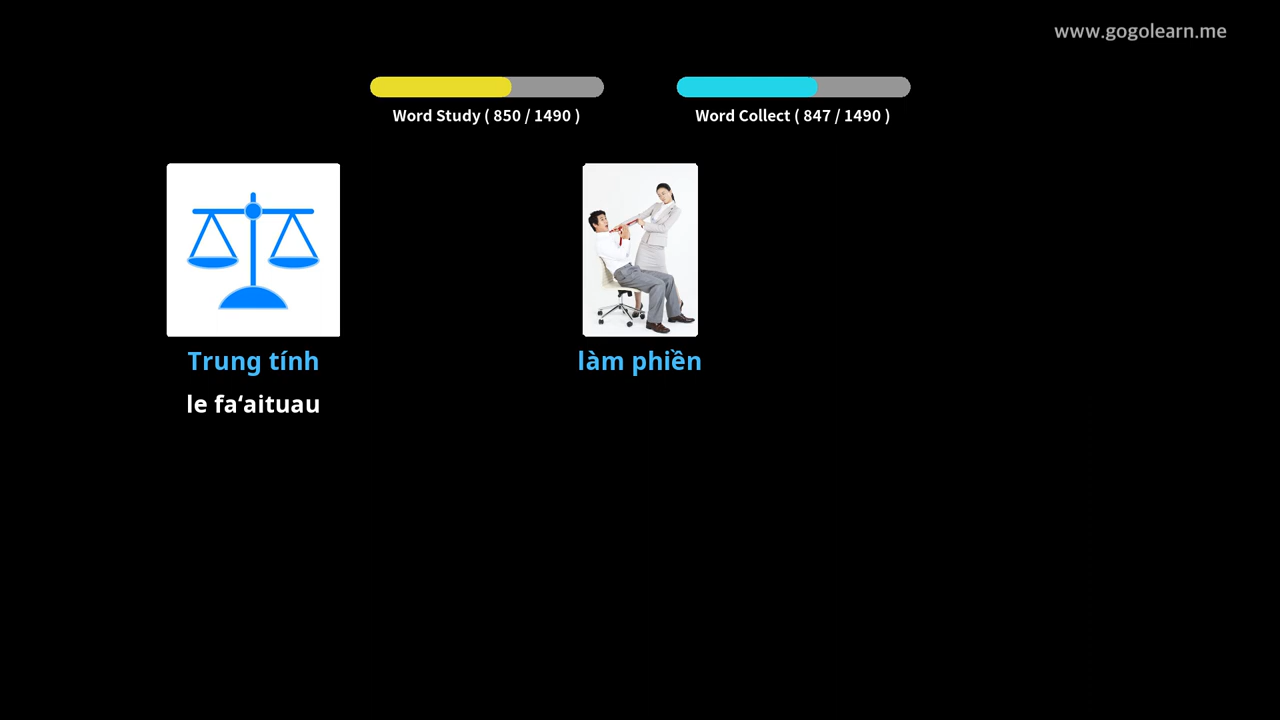 www.gogolearn.me
Word Study ( 850 / 1490 )
Word Collect ( 847 / 1490 )
Trung tính
le faʻaituau
làm phiền